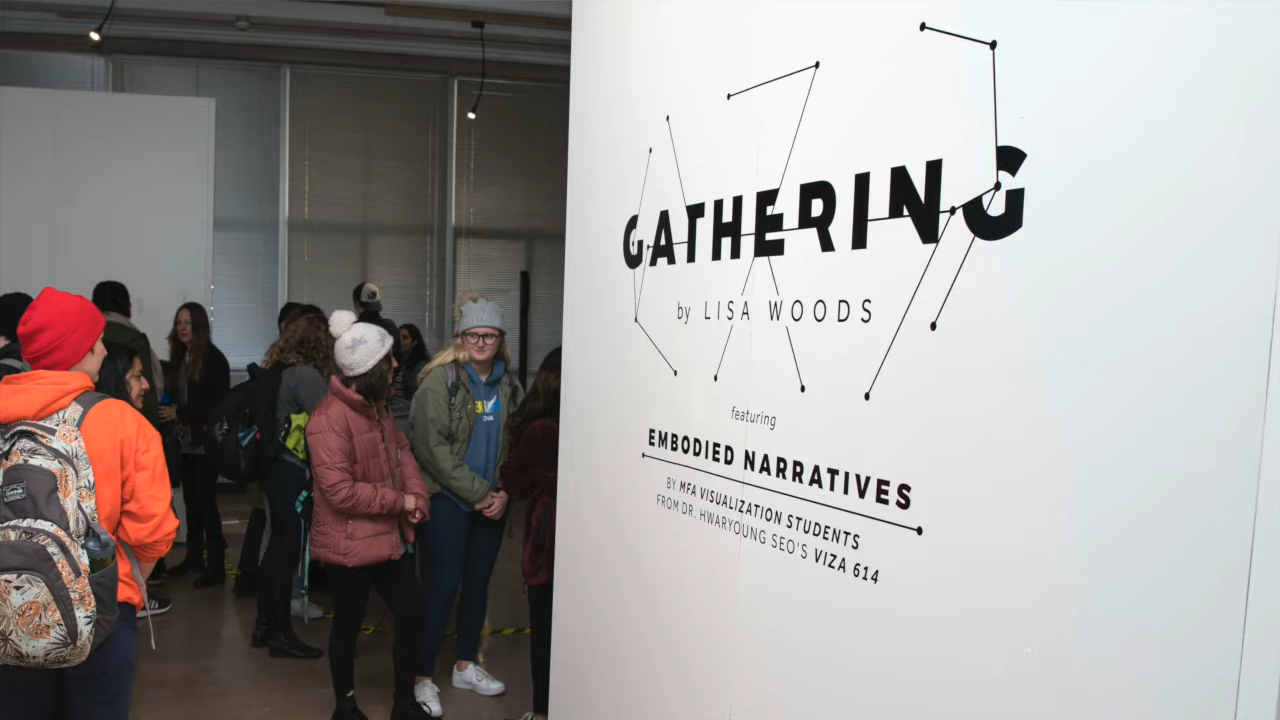 GATHERING
by LISA WOODS
featuring
EMBODIED NARRATIVES
BY MFA VISUALIZATION STUDENTS
FROM DR. HWARYOUNG SEO'S VIZA 614